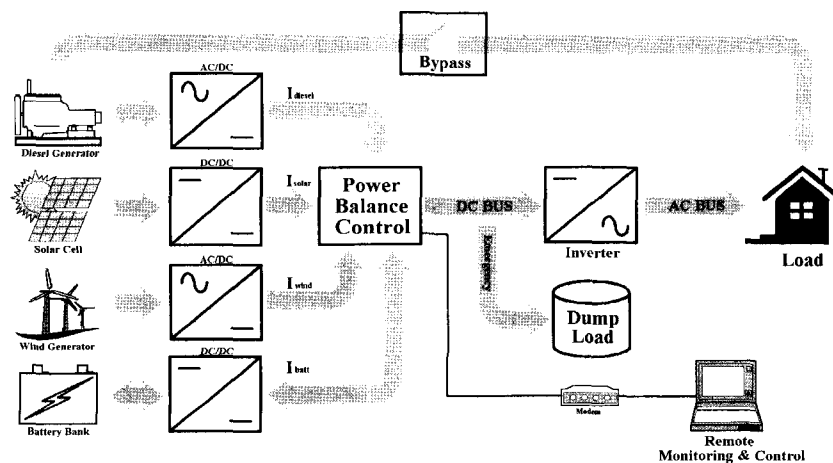 Bypass
AC/DC
I diesel
Diesel Generator
DC/DC
I solar
Solar Cell
Power
Balance
Control
DC BUS
Inverter
AC BUS
Load
AC/DC
I wind
Wind Generator
Emergency
Dump
Load
DC/DC
I batt
Battery Bank
Modem
Remote
Monitoring & Control